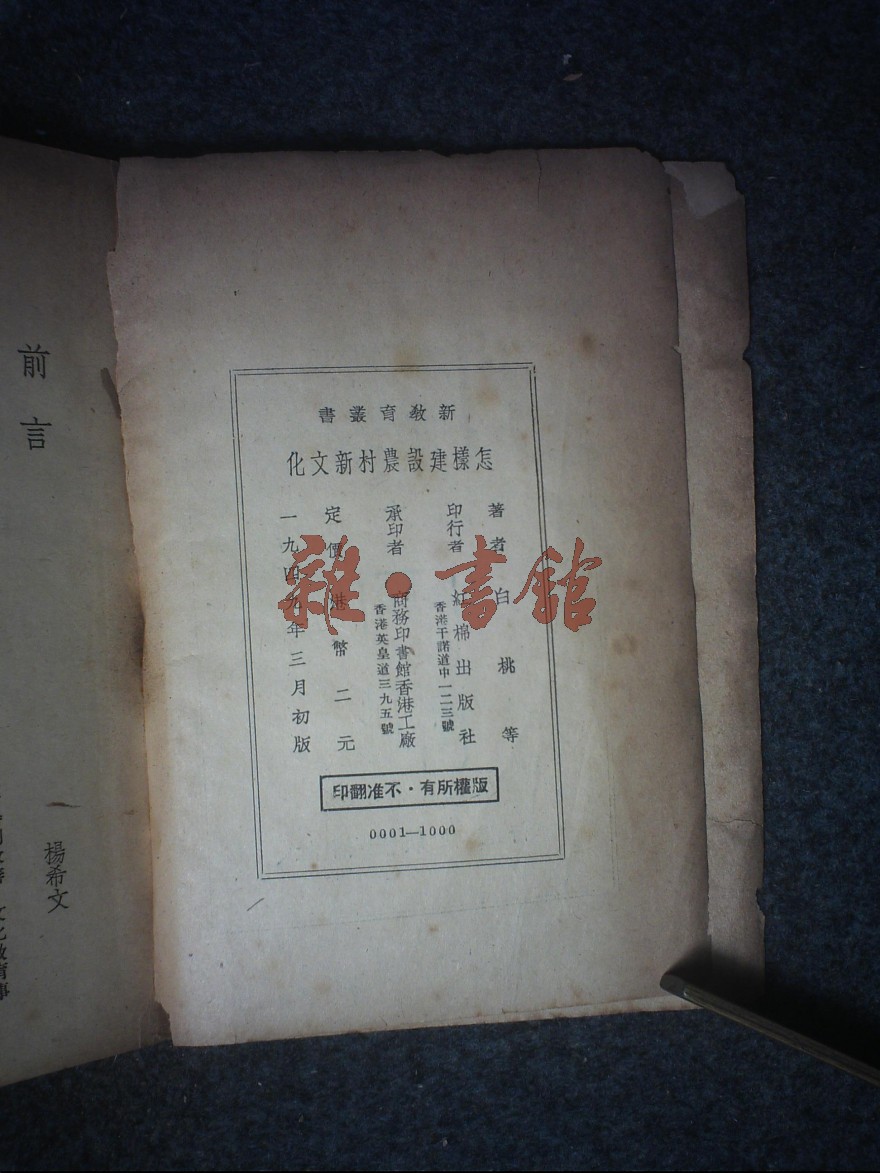 新教育叢書
怎樣建設農村新文化
著者 白桃等
印行者 紅棉出版社
香港干諾道中一二三號
承印者 商務印書館香港工廠
香港英皇道三九五號
定價港幣二元
一九四九年三月初版
版權所有・不准翻印
0001—1000
雜・書館
前言
楊希文